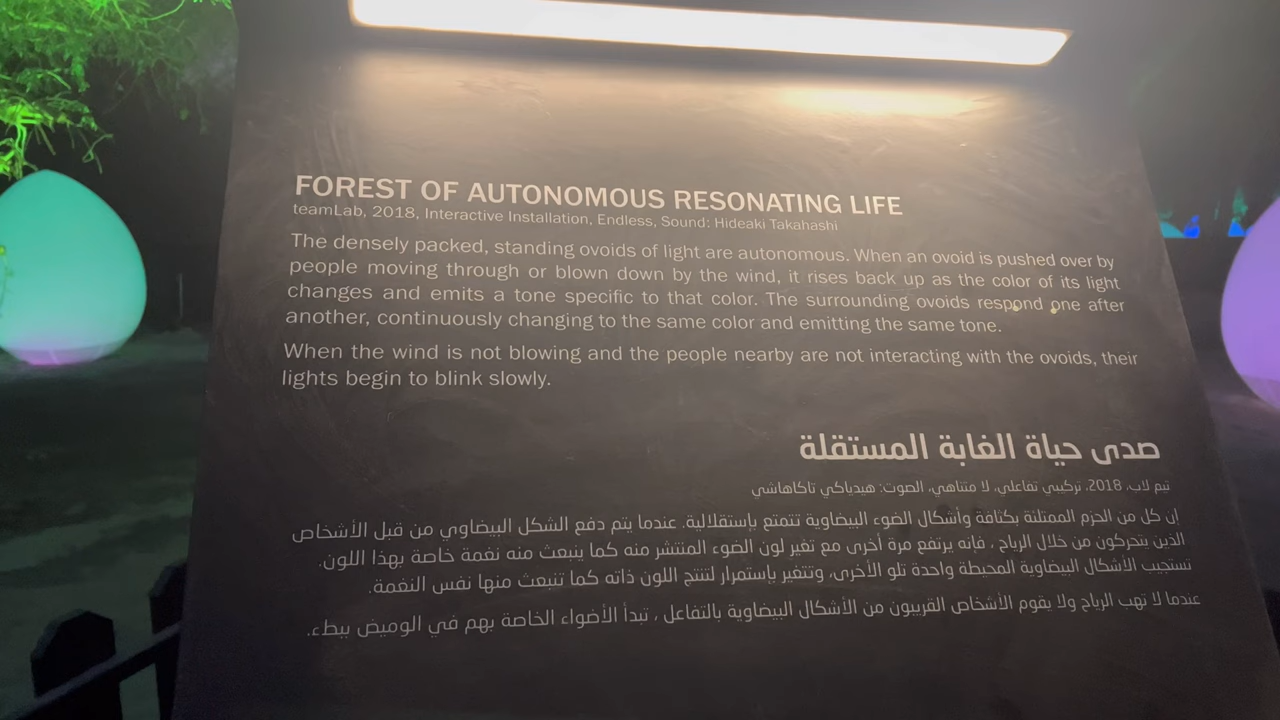 FOREST OF AUTONOMOUS RESONATING LIFE
teamLab, 2018, Interactive Installation, Endless, Sound: Hideaki Takahashi
The densely packed, standing ovoids of light are autonomous. When an ovoid is pushed over by
people moving through or blown down by the wind, it rises back up as the color of its light
changes and emits a tone specific to that color. The surrounding ovoids respond one after
another, continuously changing to the same color and emitting the same tone.
When the wind is not blowing and the people nearby are not interacting with the ovoids, their
lights begin to blink slowly.
صدى حياة الغابة المستقلة
تيم لاب، 2018، تركيبي تفاعلي، لا متناهي، الصوت: هيدياكي تاكاهاشي
إن كل من الحزم الممتلئة بكثافة وأشكال الضوء البيضاوية تتمتع بإستقلالية. عندما يتم دفع الشكل البيضاوي من قبل الأشخاص
الذين يتحركون من خلال الرياح ، فإنه يرتفع مرة أخرى مع تغير لون الضوء المنتشر منه كما ينبعث منه نغمة خاصة بهذا اللون.
تستجيب الأشكال البيضاوية المحيطة واحدة تلو الأخرى، وتتغير بإستمرار لتنتج اللون ذاته كما تنبعث منها نفس النغمة.
عندما لا تهب الرياح ولا يقوم الأشخاص القريبون من الأشكال البيضاوية بالتفاعل ، تبدأ الأضواء الخاصة بهم في الوميض ببطء.